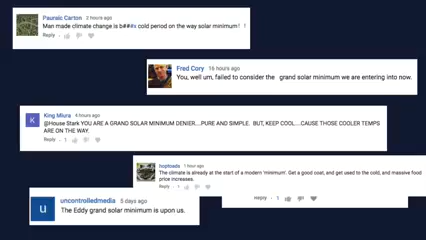 Pauraic Carton 2 hours ago
Man made climate change is b###x cold period on the way solar minimum! !
Reply
Fred Cory 16 hours ago
You, well um, failed to consider the grand solar minimum we are entering into now.
K
King Miura 4 hours ago
@House Stark YOU ARE A GRAND SOLAR MINIMUM DENIER....PURE AND SIMPLE. BUT, KEEP COOL....CAUSE THOSE COOLER TEMPS
ARE ON THE WAY.
Reply 1
hoptoads 1 hour ago
The climate is already at the start of a modern 'minimum'. Get a good coat, and get used to the cold, and massive food
price increases.
Reply 1
Reply 1
u
uncontrolledmedia 5 days ago
The Eddy grand solar minimum is upon us.